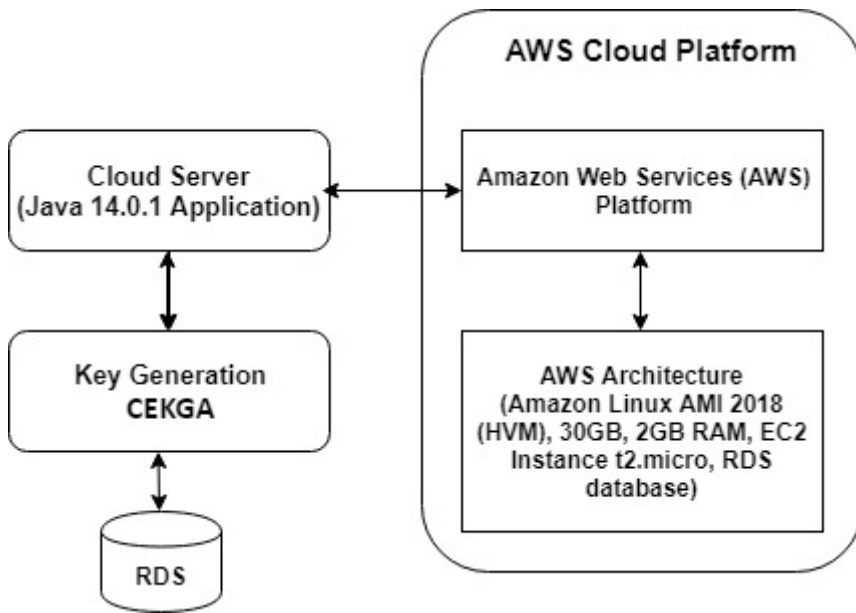 AWS Cloud Platform
Cloud Server
(Java 14.0.1 Application)
Amazon Web Services (AWS)
Platform
Key Generation
CEKGA
AWS Architecture
(Amazon Linux AMI 2018
(HVM), 30GB, 2GB RAM, EC2
Instance t2.micro, RDS
database)
RDS